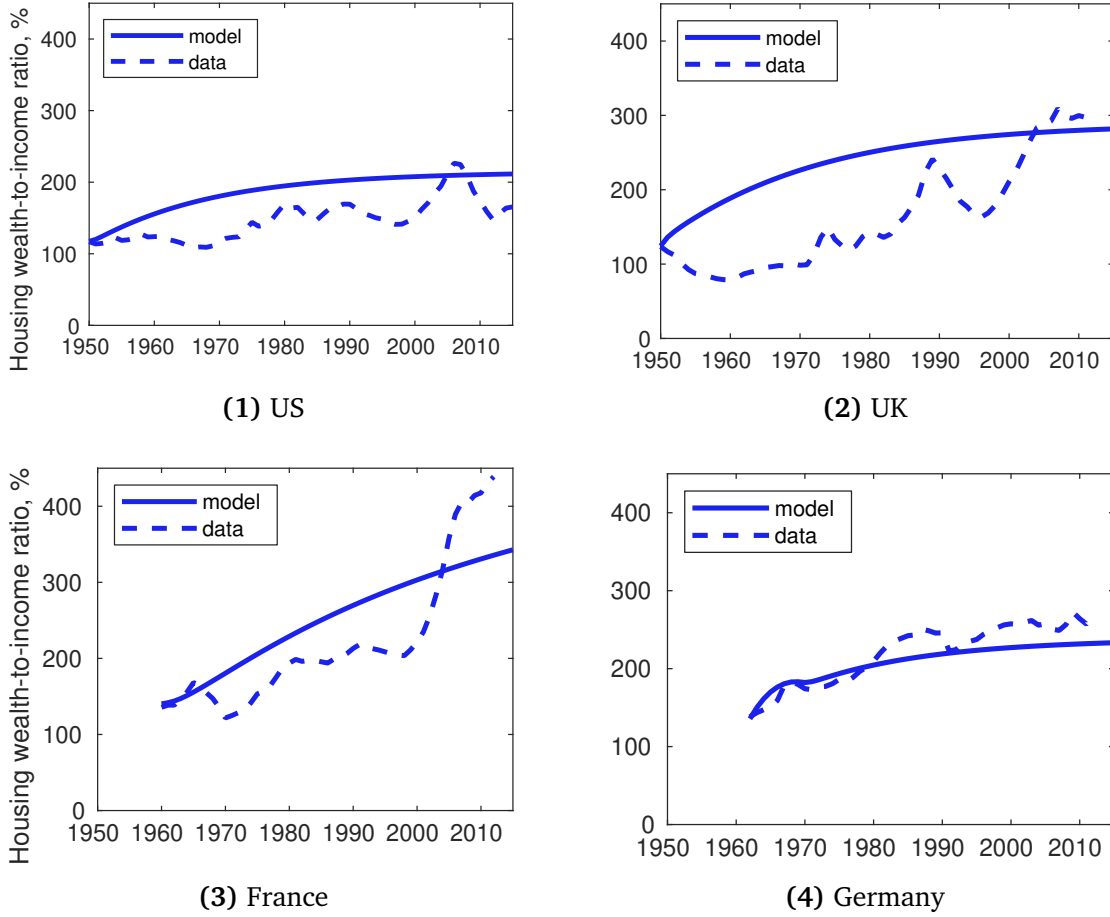 Housing wealth-to-income ratio, %
400
300
200
100
0
model
data
1950 1960 1970 1980 1990 2000 2010
(1) US
400
300
200
100
0
model
data
1950 1960 1970 1980 1990 2000 2010
(2) UK
Housing wealth-to-income ratio, %
400
300
200
100
0
model
data
1950 1960 1970 1980 1990 2000 2010
(3) France
400
300
200
100
0
model
data
1950 1960 1970 1980 1990 2000 2010
(4) Germany